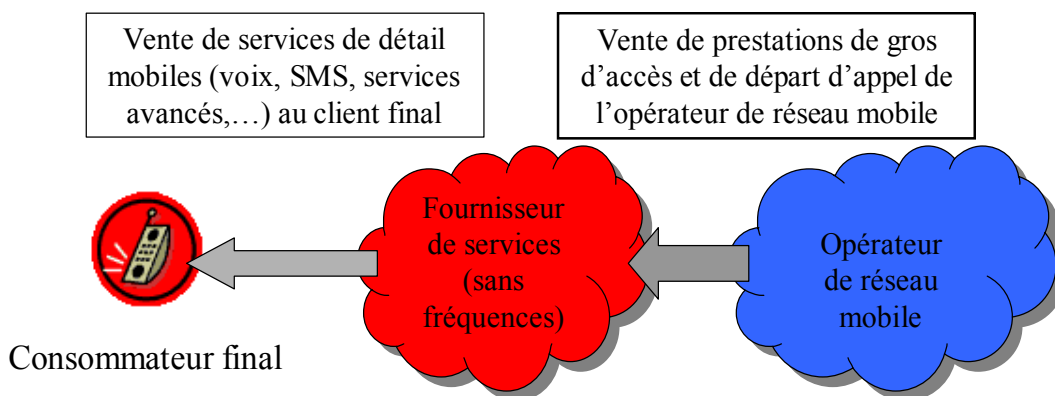 Vente de services de détail
mobiles (voix, SMS, services
avancés,…) au client final
Vente de prestations de gros
d’accès et de départ d’appel de
l’opérateur de réseau mobile
Fournisseur
de services
(sans
fréquences)
Opérateur
de réseau
mobile
Consommateur final